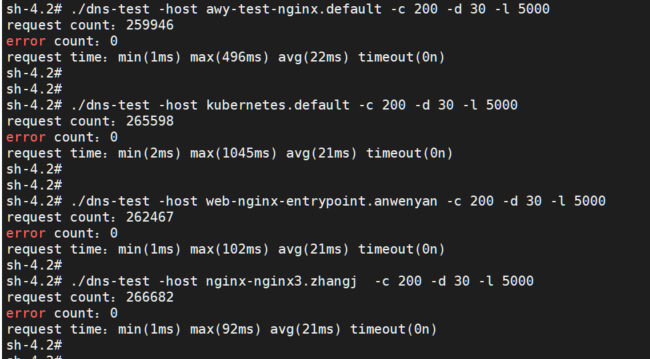 sh-4.2# ./dns-test -host awy-test-nginx.default -c 200 -d 30 -l 5000
request count: 259946
error count: 0
request time: min(1ms) max(496ms) avg(22ms) timeout(0n)
sh-4.2#
sh-4.2#
sh-4.2# ./dns-test -host kubernetes.default -c 200 -d 30 -l 5000
request count: 265598
error count: 0
request time: min(2ms) max(1045ms) avg(21ms) timeout(0n)
sh-4.2#
sh-4.2#
sh-4.2# ./dns-test -host web-nginx-entrypoint.anwenyan -c 200 -d 30 -l 5000
request count: 262467
error count: 0
request time: min(1ms) max(102ms) avg(21ms) timeout(0n)
sh-4.2#
sh-4.2# ./dns-test -host nginx-nginx3.zhangj  -c 200 -d 30 -l 5000
request count: 266682
error count: 0
request time: min(1ms) max(92ms) avg(21ms) timeout(0n)
sh-4.2#